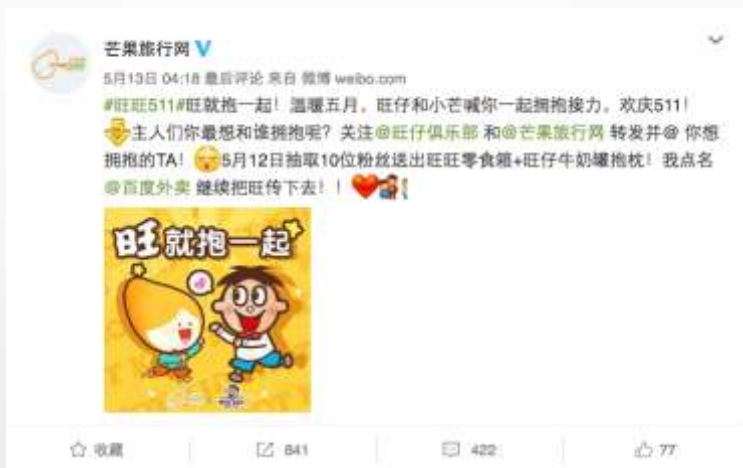 芒果旅行网
5月13日 04:18 最后评论 来自 微博 weibo.com
#旺旺511#旺就抱一起！温暖五月，旺仔和小芒喊你一起拥抱接力，欢庆511！
主人们你最想和谁拥抱呢？关注@旺仔俱乐部 和@芒果旅行网 转发并@ 你想
拥抱的TA！5月12日抽取10位粉丝送出旺旺零食箱+旺仔牛奶罐抱枕！我点名
@百度外卖 继续把旺传下去！！
旺就抱一起
收藏 841 422 77